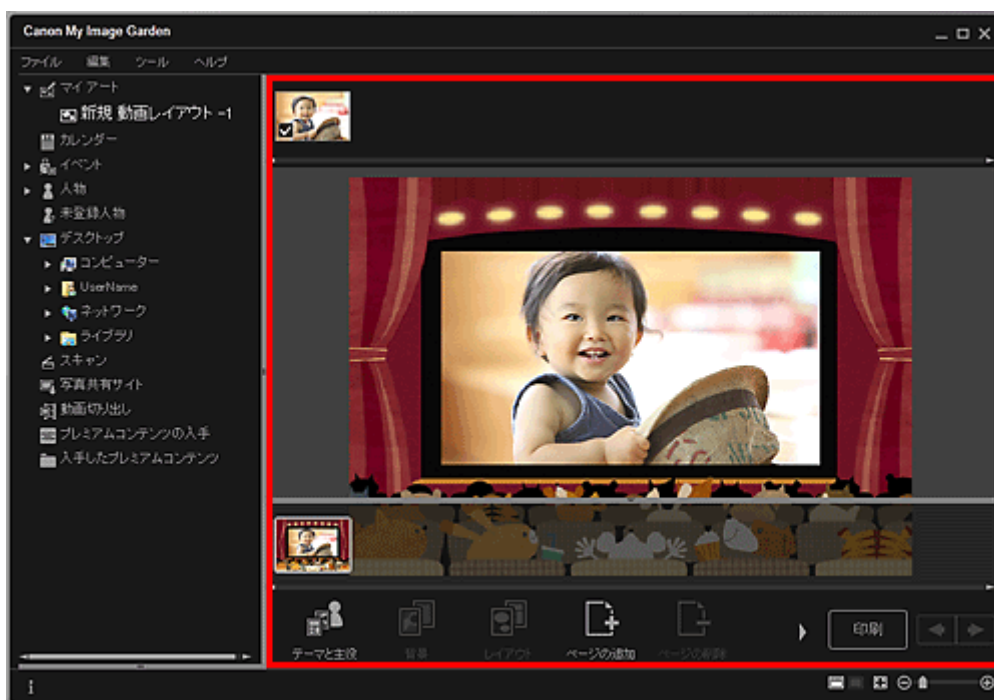 Canon My Image Garden
ファイル 編集 ツール ヘルプ
マイ アート
新規 動画レイアウト -1
カレンダー
イベント
人物
未登録人物
デスクトップ
コンピューター
UserName
ネットワーク
ライブラリ
スキャン
写真共有サイト
動画切り出し
プレミアムコンテンツの入手
入手したプレミアムコンテンツ
テーマと主役 背景 レイアウト ページの追加 ページの削除 印刷